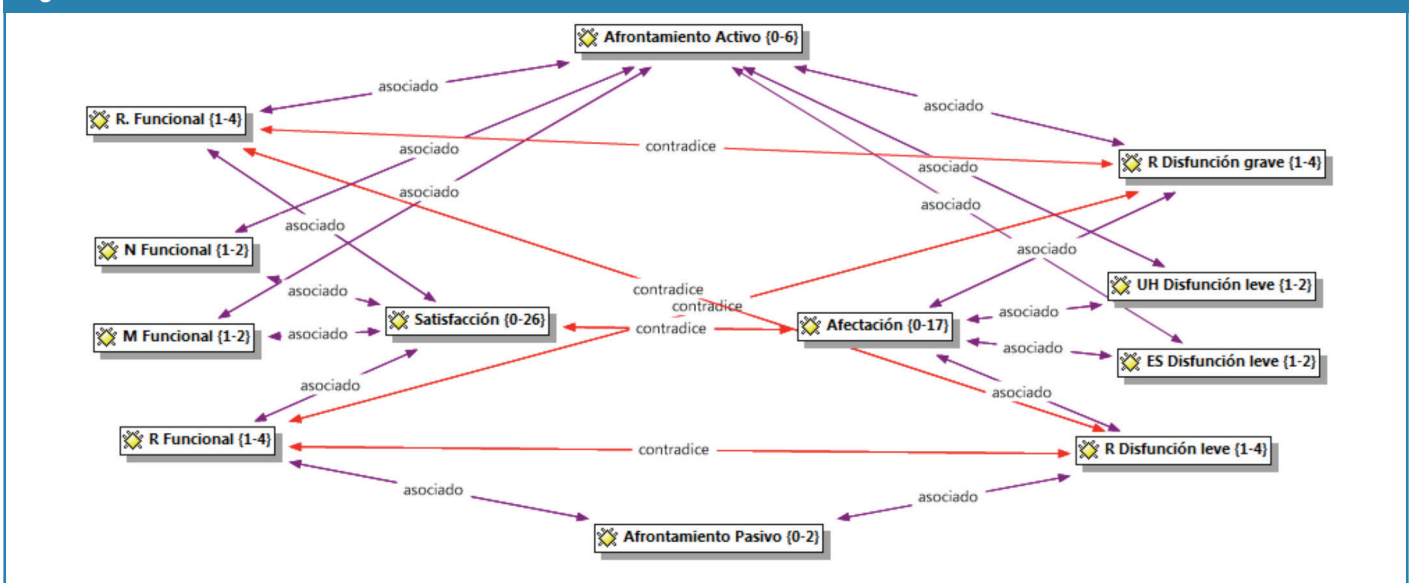 Afrontamiento Activo {0-6}
asociado
asociado
R. Funcional {1-4}
contradice
asociado
R Disfunción grave {1-4}
asociado
asociado
asociado
asociado
N Funcional {1-2}
asociado
UH Disfunción leve {1-2}
asociado
contradice
contradice
asociado
Satisfacción {0-26}
contradice
Afectación {0-17}
M Funcional {1-2}
asociado
asociado
ES Disfunción leve {1-2}
asociado
asociado
R Funcional {1-4}
contradice
R Disfunción leve {1-4}
asociado
asociado
Afrontamiento Pasivo {0-2}